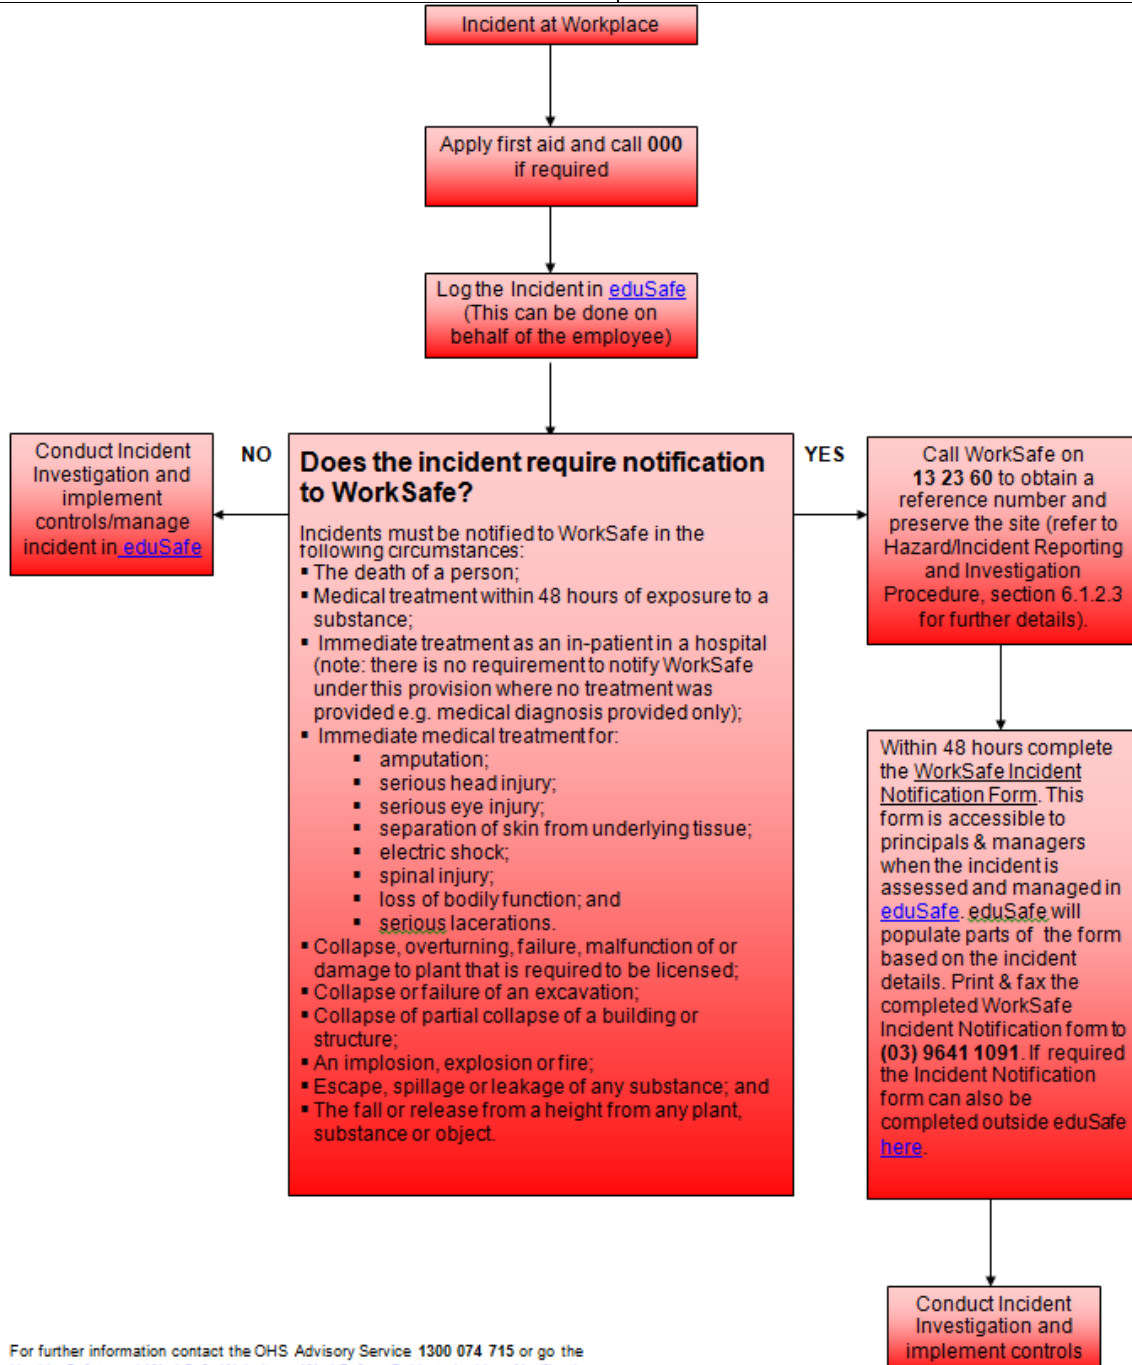 Incident at Workplace
Apply first aid and call 000
if required
Log the Incident in eduSafe
(This can be done on
behalf of the employee)
Conduct Incident
Investigation and
implement
controls/manage
incident in eduSafe
NO
Does the incident require notification
to WorkSafe?
Incidents must be notified to WorkSafe in the
following circumstances:
▪ The death of a person;
▪ Medical treatment within 48 hours of exposure to a
substance;
▪ Immediate treatment as an in-patient in a hospital
(note: there is no requirement to notify WorkSafe
under this provision where no treatment was
provided e.g. medical diagnosis provided only);
▪ Immediate medical treatment for:
▪ amputation;
▪ serious head injury;
▪ serious eye injury;
▪ separation of skin from underlying tissue;
▪ electric shock;
▪ spinal injury;
▪ loss of bodily function; and
▪ serious lacerations.
▪ Collapse, overturning, failure, malfunction of or
damage to plant that is required to be licensed;
▪ Collapse or failure of an excavation;
▪ Collapse of partial collapse of a building or
structure;
▪ An implosion, explosion or fire;
▪ Escape, spillage or leakage of any substance; and
▪ The fall or release from a height from any plant,
substance or object.
YES
Call WorkSafe on
13 23 60 to obtain a
reference number and
preserve the site (refer to
Hazard/Incident Reporting
and Investigation
Procedure, section 6.1.2.3
for further details).
Within 48 hours complete
the WorkSafe Incident
Notification Form. This
form is accessible to
principals & managers
when the incident is
assessed and managed in
eduSafe. eduSafe will
populate parts of the form
based on the incident
details. Print & fax the
completed WorkSafe
Incident Notification form to
(03) 9641 1091. If required
the Incident Notification
form can also be
completed outside eduSafe
here.
Conduct Incident
Investigation and
implement controls
For further information contact the OHS Advisory Service 1300 074 715 or go the